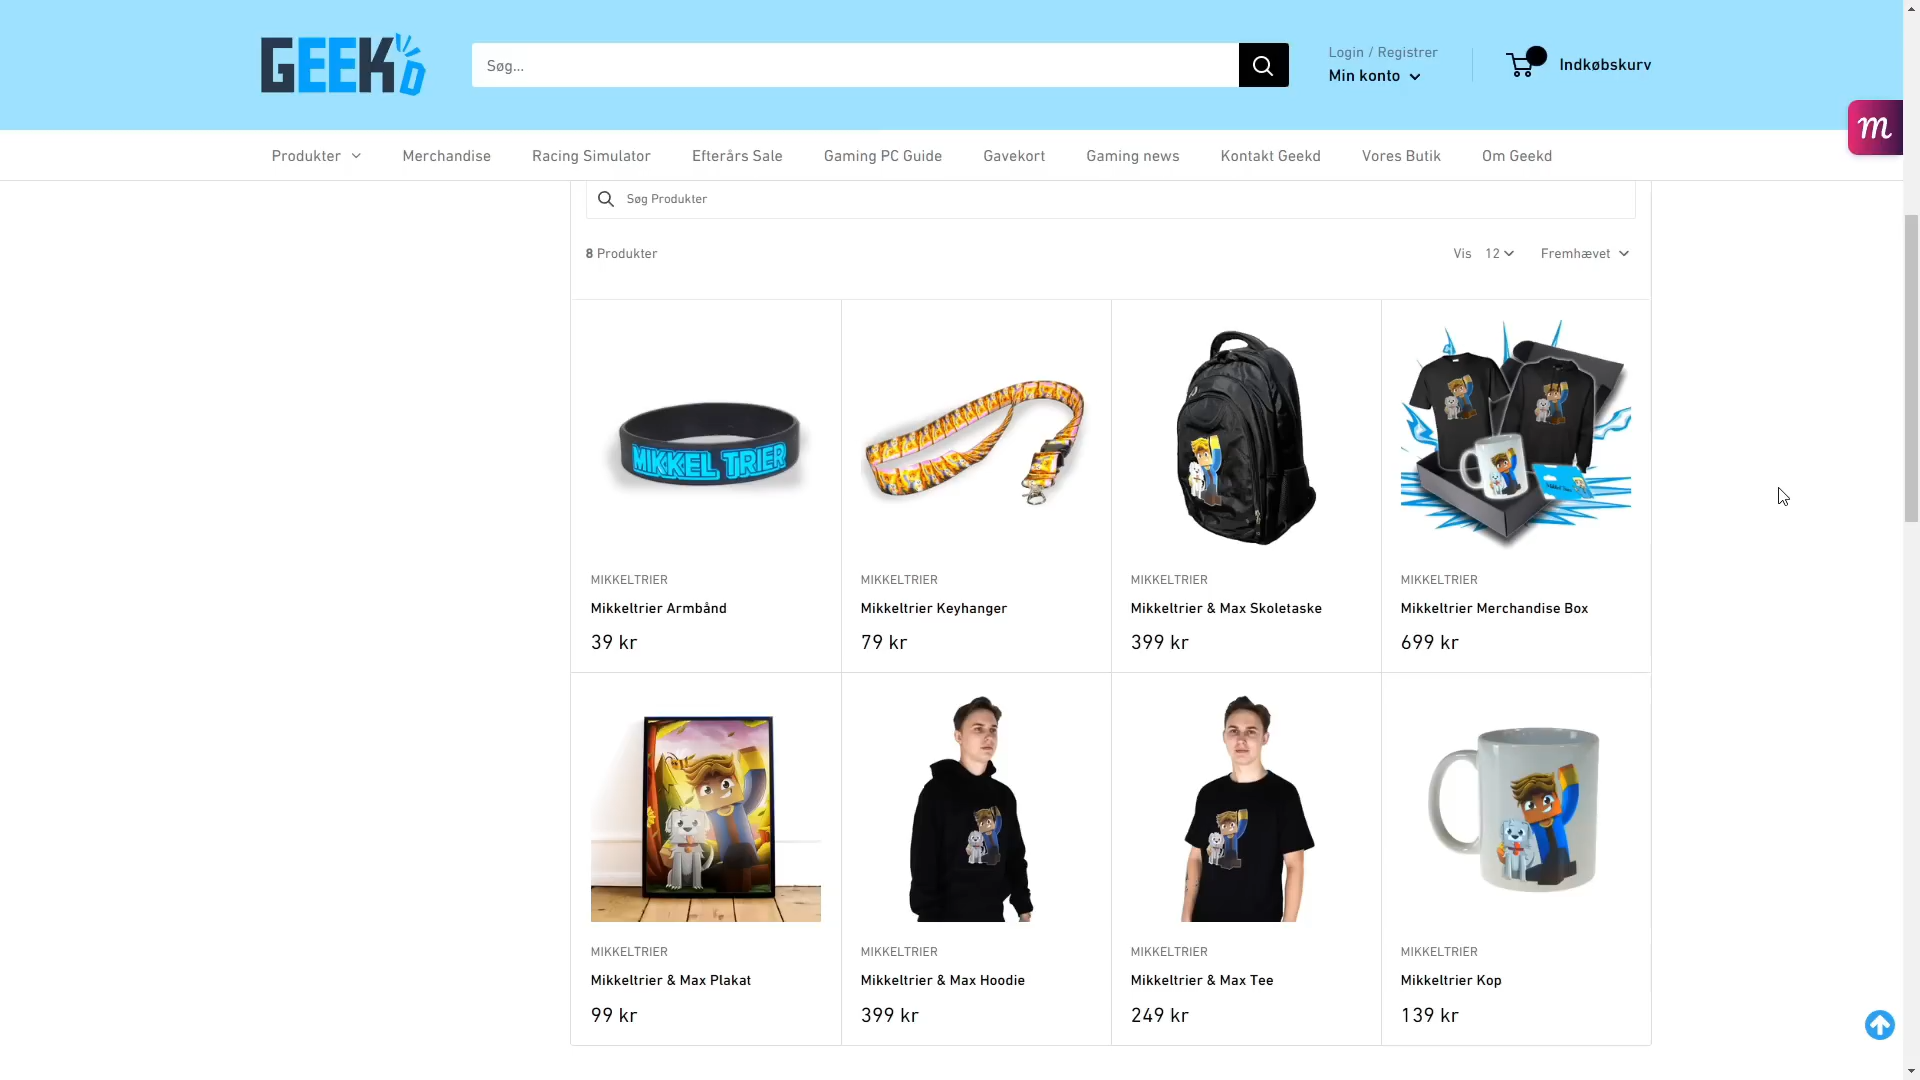 GEEK'D
Søg...
Login / Registrer
Min konto
Indkøbskurv
m
Produkter
Merchandise
Racing Simulator
Efterårs Sale
Gaming PC Guide
Gavekort
Gaming news
Kontakt Geekd
Vores Butik
Om Geekd
Søg Produkter
8 Produkter
Vis 12
Fremhævet
MIKKEL TRIER
MIKKELTRIER
Mikkeltrier Armbånd
39 kr
MIKKELTRIER
Mikkeltrier Keyhanger
79 kr
MIKKELTRIER
Mikkeltrier & Max Skoletaske
399 kr
MIKKELTRIER
Mikkeltrier Merchandise Box
699 kr
MIKKELTRIER
Mikkeltrier & Max Plakat
99 kr
MIKKELTRIER
Mikkeltrier & Max Hoodie
399 kr
MIKKELTRIER
Mikkeltrier & Max Tee
249 kr
MIKKELTRIER
Mikkeltrier Kop
139 kr